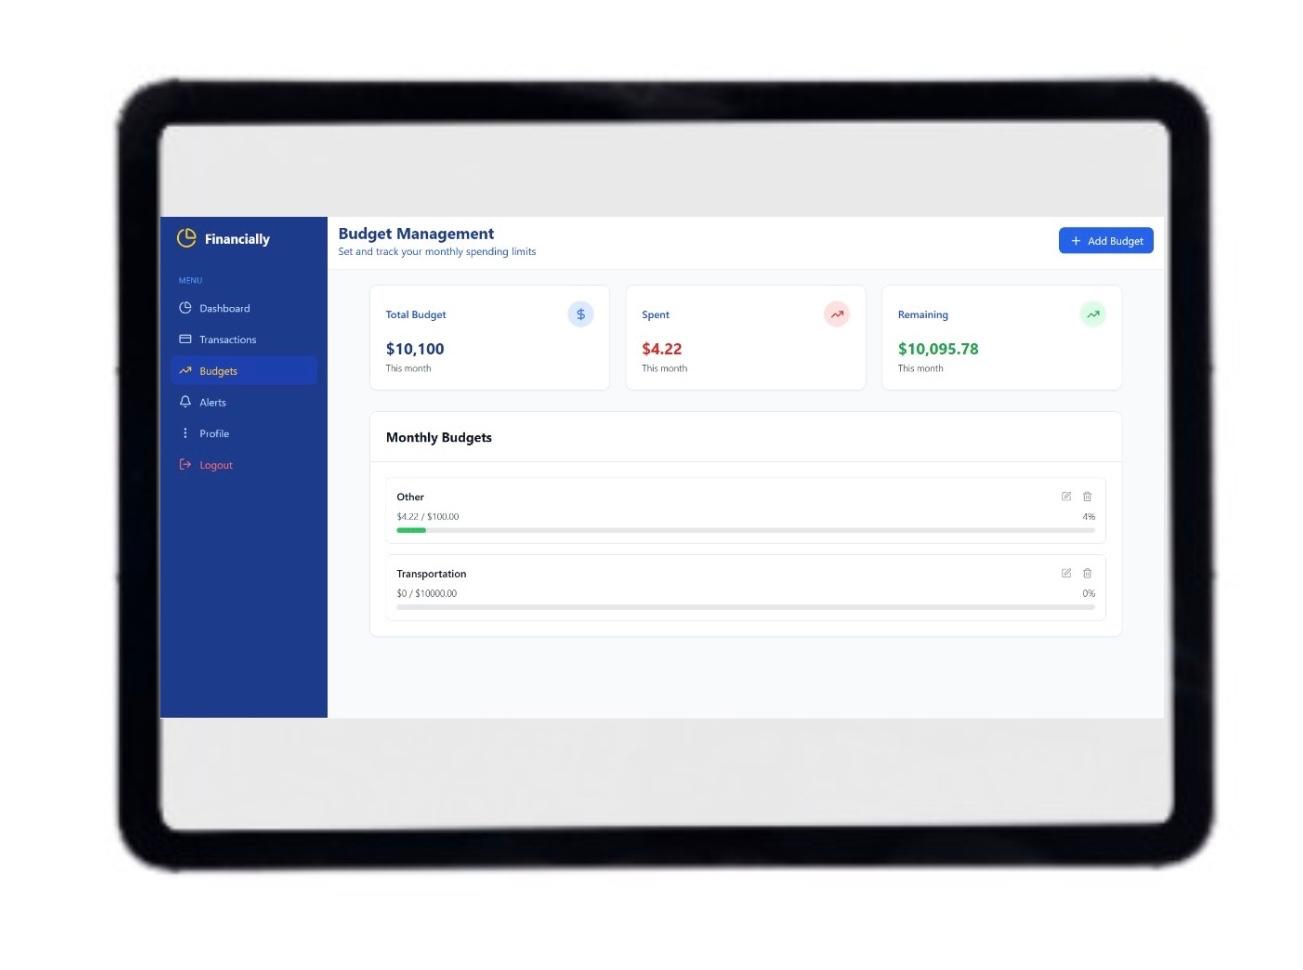 Financially
MENU
Dashboard
Transactions
Budgets
Alerts
Profile
Logout
Budget Management
Set and track your monthly spending limits
+ Add Budget
Total Budget
$
$10,100
This month
Spent
$4.22
This month
Remaining
$10,095.78
This month
Monthly Budgets
Other
$4.22 / $100.00
4%
Transportation
$0 / $10000.00
0%